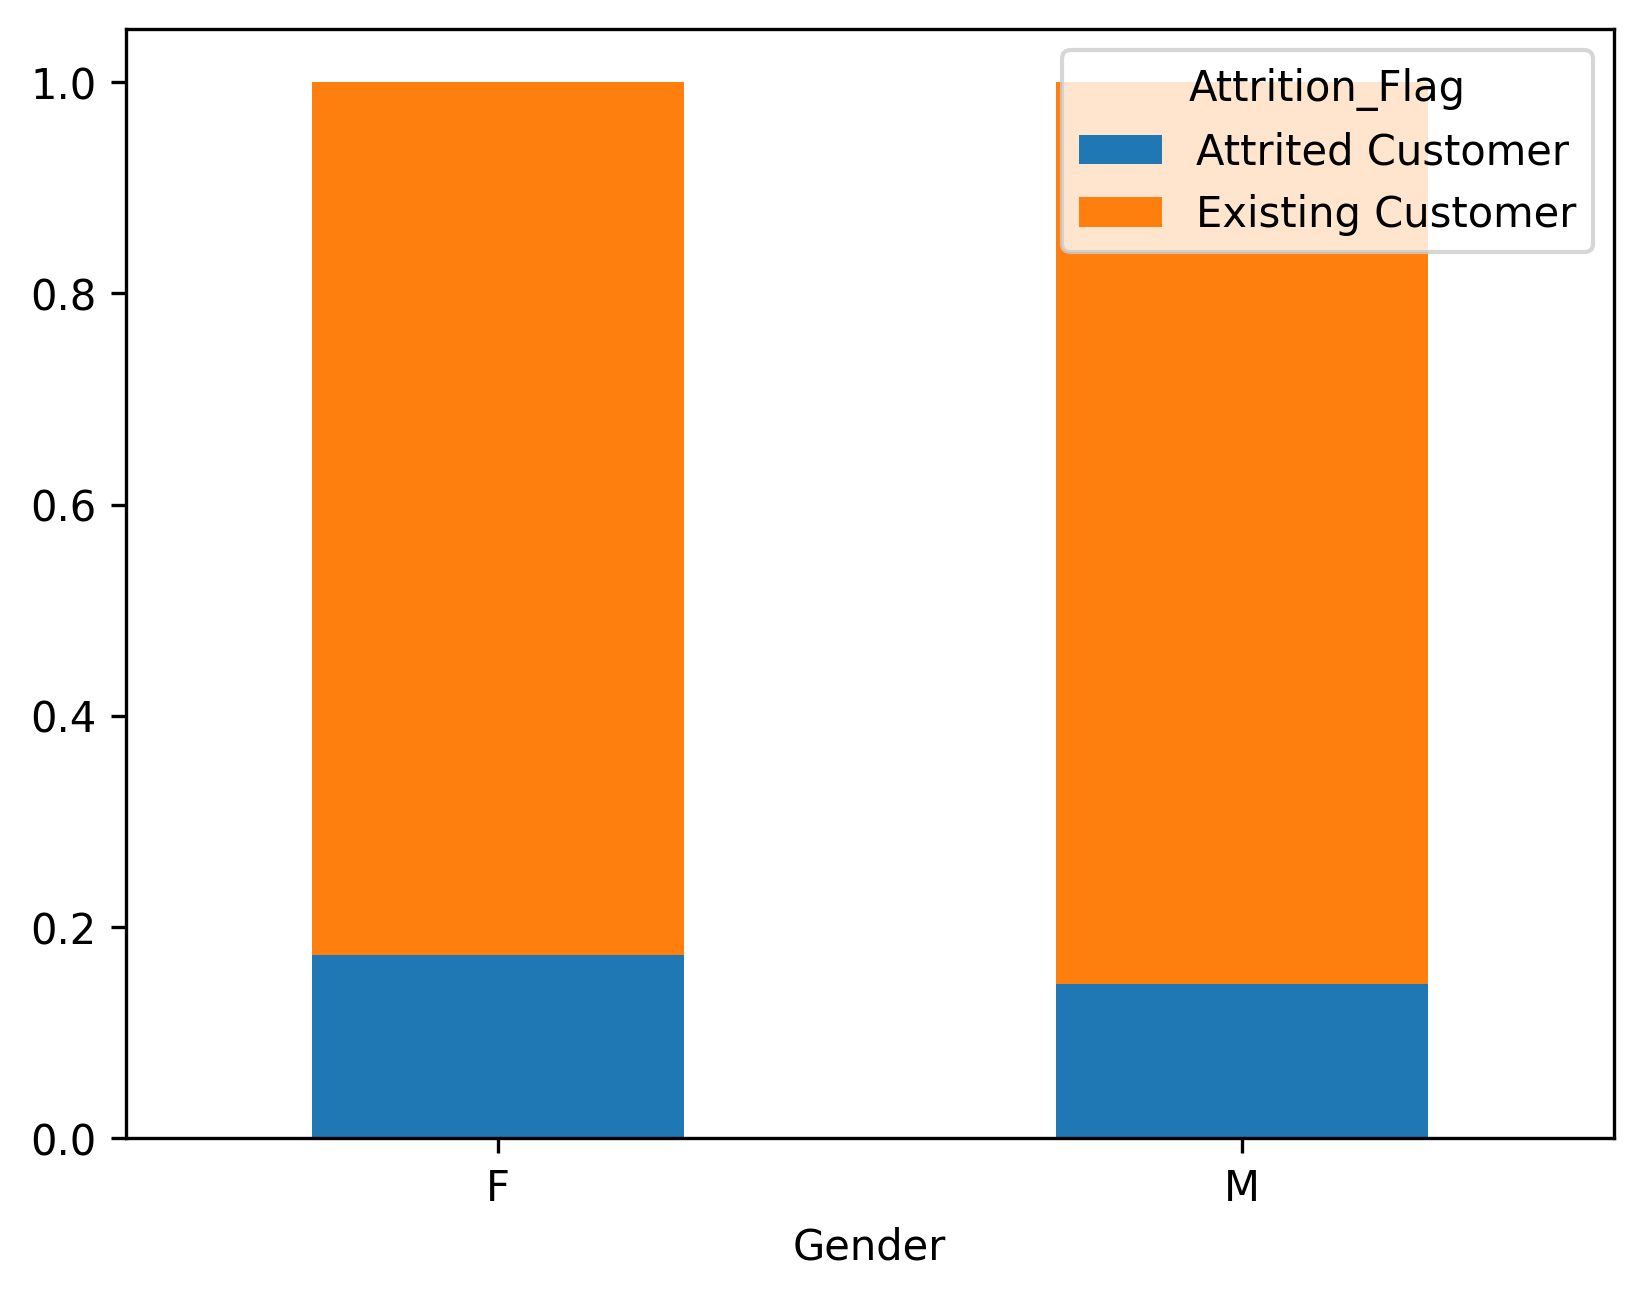 Attrition_Flag
Attrited Customer
Existing Customer
1.0
0.8
0.6
0.4
0.2
0.0
F M
Gender